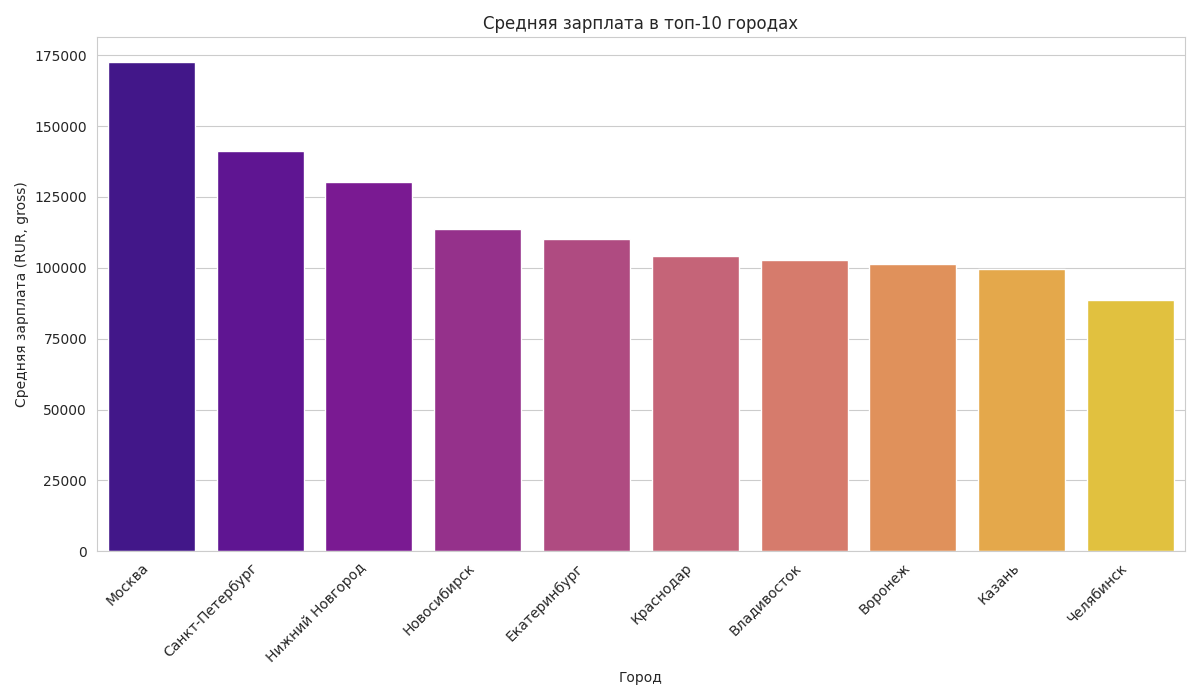 Средняя зарплата в топ-10 городах
Средняя зарплата (RUR, gross)
175000
150000
125000
100000
75000
50000
25000
0
Москва
Санкт-Петербург
Нижний Новгород
Новосибирск
Екатеринбург
Краснодар
Владивосток
Воронеж
Казань
Челябинск
Город